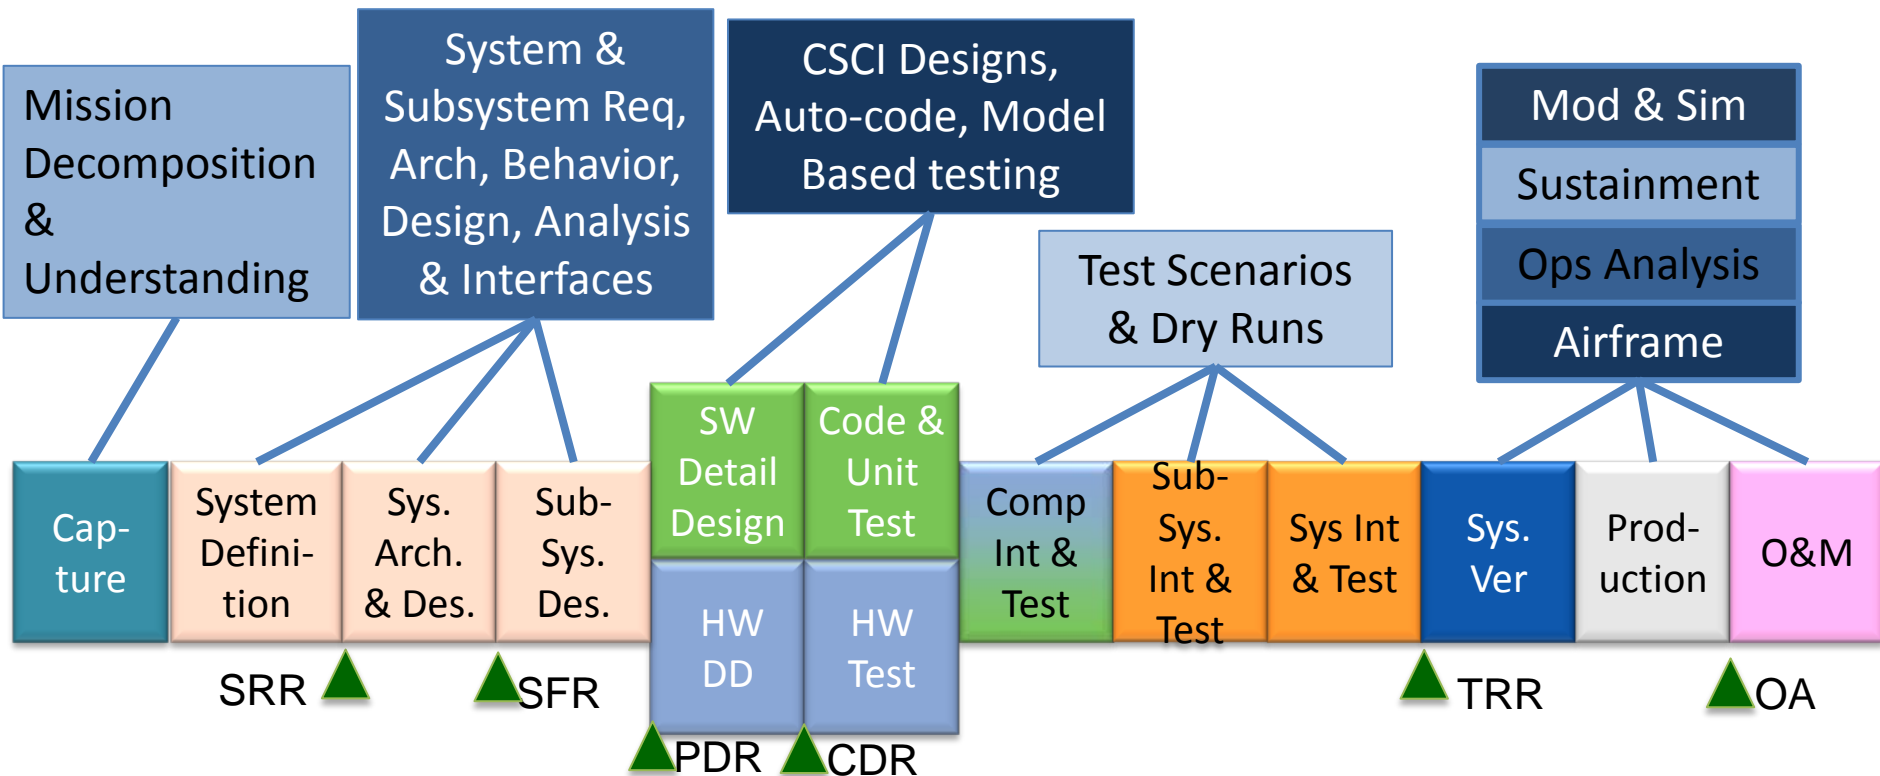 Mission
Decomposition
&
Understanding
System &
Subsystem Req,
Arch, Behavior,
Design, Analysis
& Interfaces
CSCI Designs,
Auto-code, Model
Based testing
Test Scenarios
& Dry Runs
Mod & Sim
Sustainment
Ops Analysis
Airframe
Cap-
ture
System
Defini-
tion
Sys.
Arch.
& Des.
Sub-
Sys.
Des.
SW
Detail
Design
Code &
Unit
Test
HW
DD
HW
Test
Comp
Int &
Test
Sub-
Sys.
Int &
Test
Sys Int
& Test
Sys.
Ver
Prod-
uction
O&M
SRR
SFR
PDR
CDR
TRR
OA